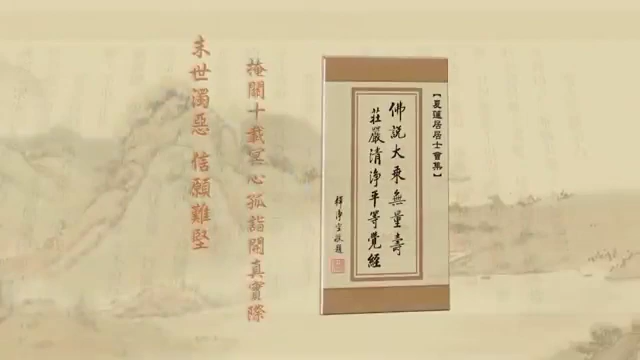 【夏蓮居居士會集】
佛說大乘無量壽
莊嚴清淨平等覺經
釋淨空敬題
掩關十載冥心孤詣開真實際
末世濁惡 信願難堅